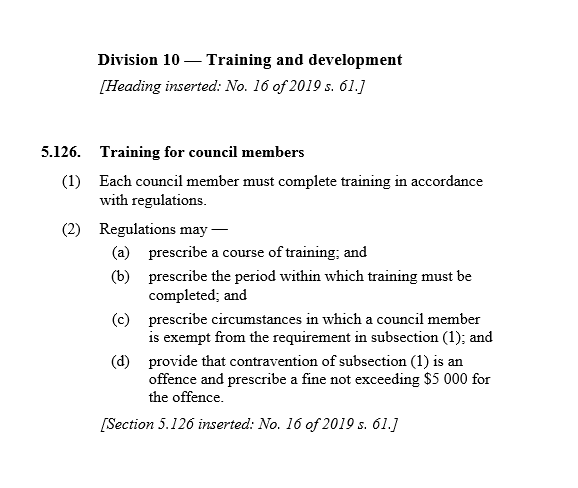 Division 10 — Training and development
[Heading inserted: No. 16 of 2019 s. 61.]
5.126. Training for council members
(1) Each council member must complete training in accordance
with regulations.
(2) Regulations may —
(a) prescribe a course of training; and
(b) prescribe the period within which training must be
completed; and
(c) prescribe circumstances in which a council member
is exempt from the requirement in subsection (1); and
(d) provide that contravention of subsection (1) is an
offence and prescribe a fine not exceeding $5 000 for
the offence.
[Section 5.126 inserted: No. 16 of 2019 s. 61.]